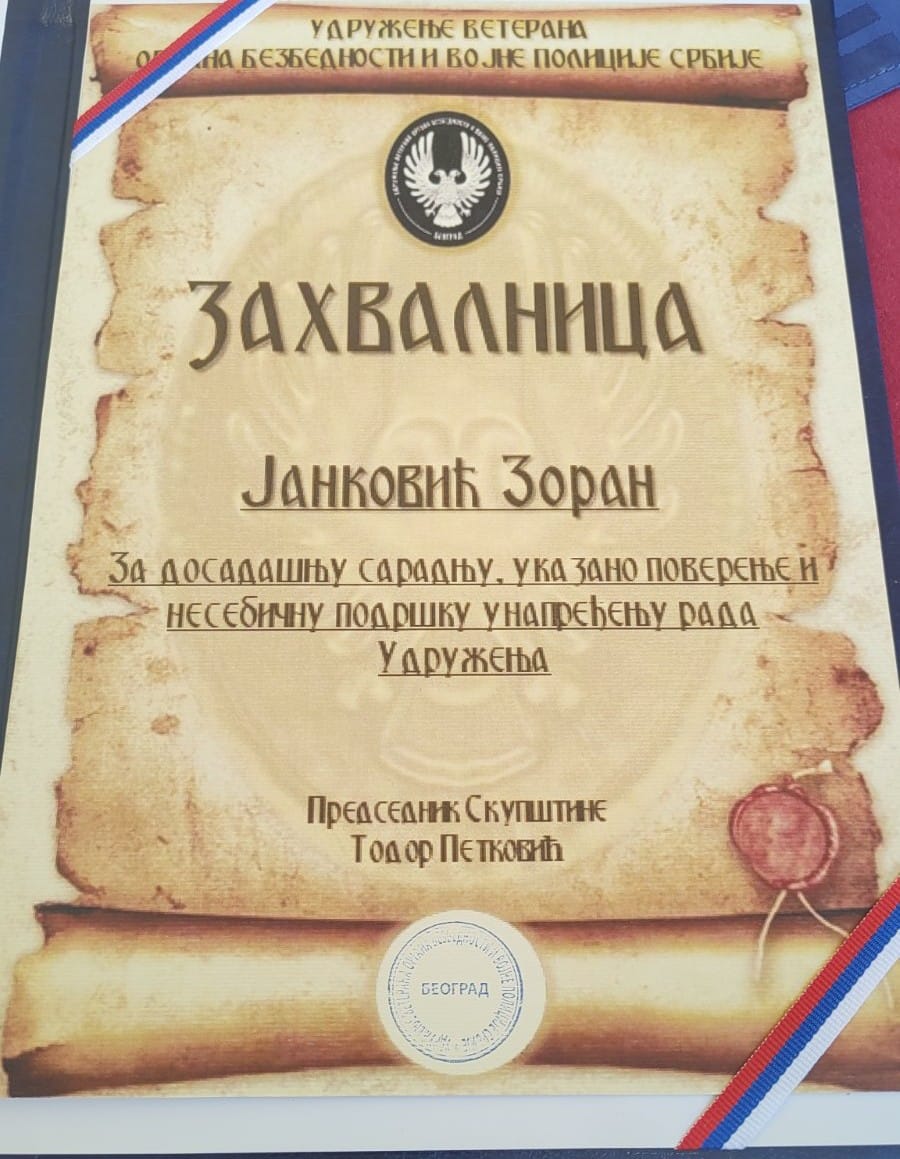 УДРУЖЕЊЕ ВЕТЕРАНА
БЕЗБЕДНОСТИ И ВОЈНЕ ПОЛИЦИЈЕ СРБИЈЕ
БЕОГРАД
ЗАХВАЛНИЦА
Јанковић Зоран
За досадашњу сарадњу, указано поверење и
несебичну подршку унапређењу рада
Удружења
Председник Скупштине
Тодор Петковић
БЕОГРАД